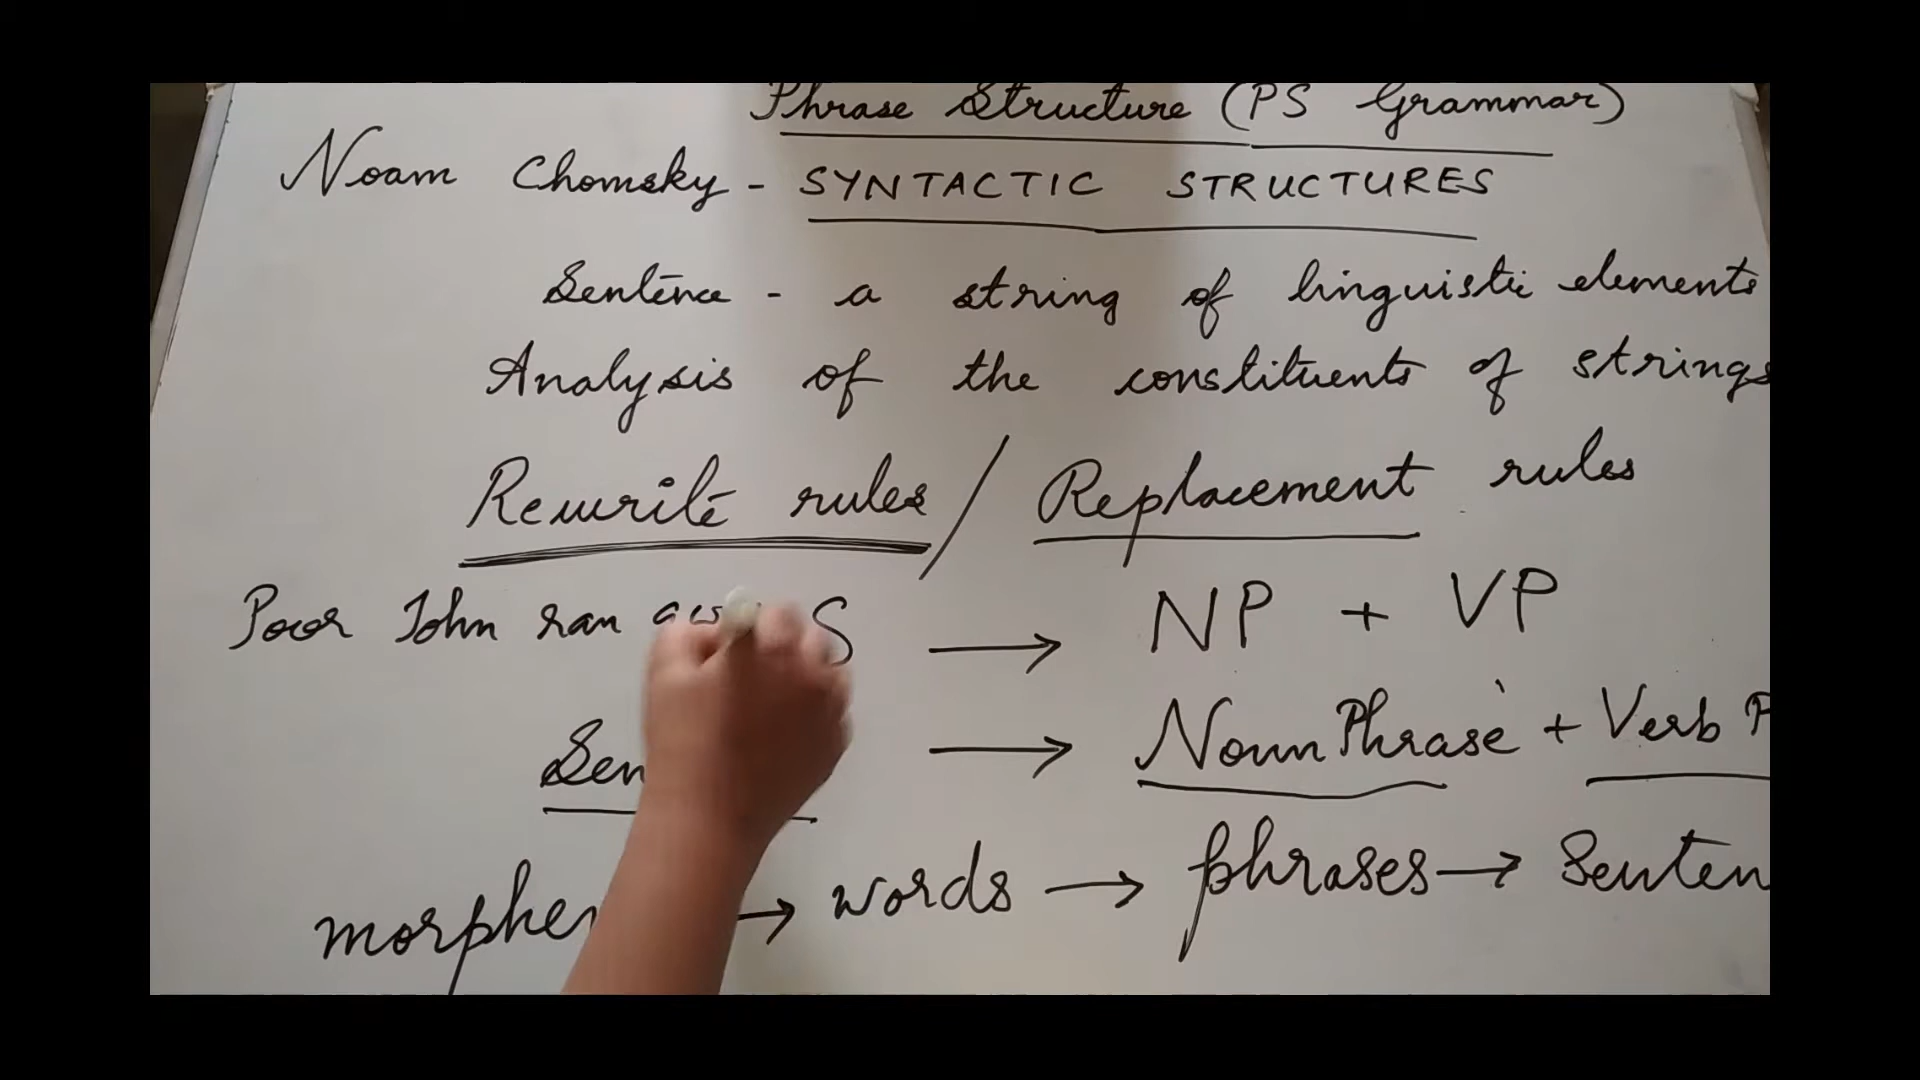 Phrase Structure (PS Grammar)
Noam Chomsky - SYNTACTIC STRUCTURES
Sentence - a string of linguistic elements
Analysis of the constituents of strings
Rewrite rules / Replacement rules
Poor John ran S → NP + VP
→ Noun Phrase + Verb
→ words → phrases →